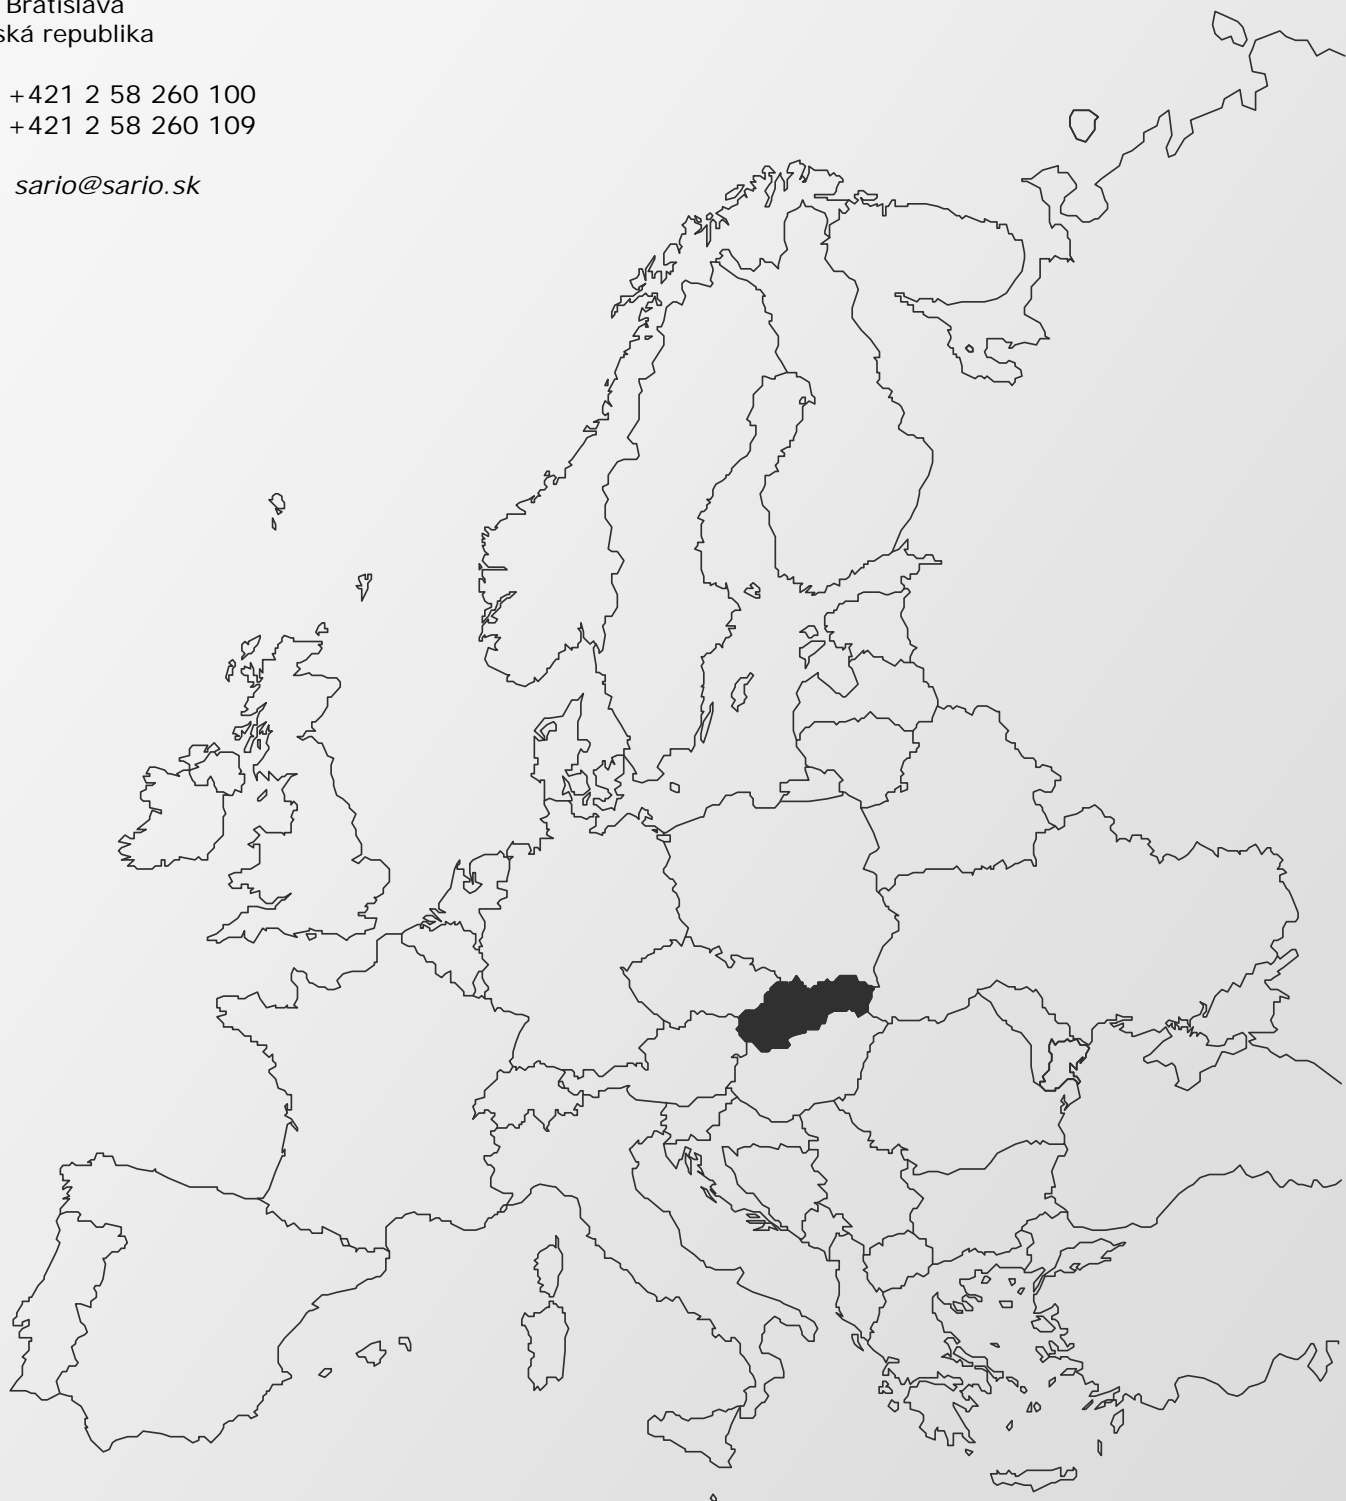 Bratislava
ská republika
+421 2 58 260 100
+421 2 58 260 109
sario@sario.sk